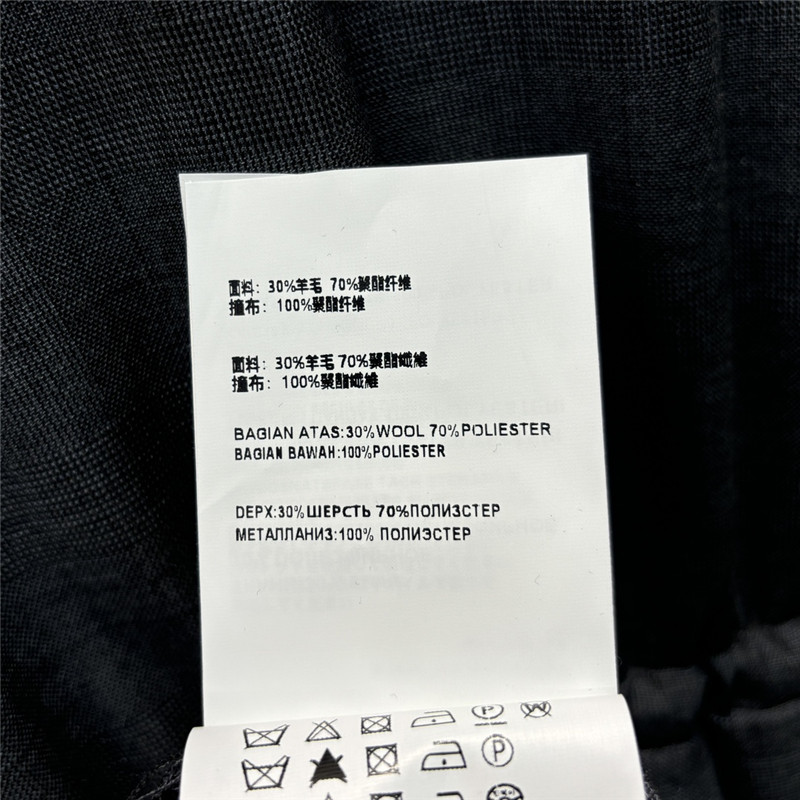 面料: 30%羊毛 70%聚酯纤维
撞布: 100%聚酯纤维
面料: 30%羊毛 70%聚酯纖維
撞布: 100%聚酯纖維
BAGIAN ATAS:30%WOOL 70%POLIESTER
BAGIAN BAWAH:100%POLIESTER
DEPX:30%ШЕРСТЬ 70%ПОЛИЗСТЕР
МЕТАЛЛАНИЗ:100% ПОЛИЭСТЕР
P W
P